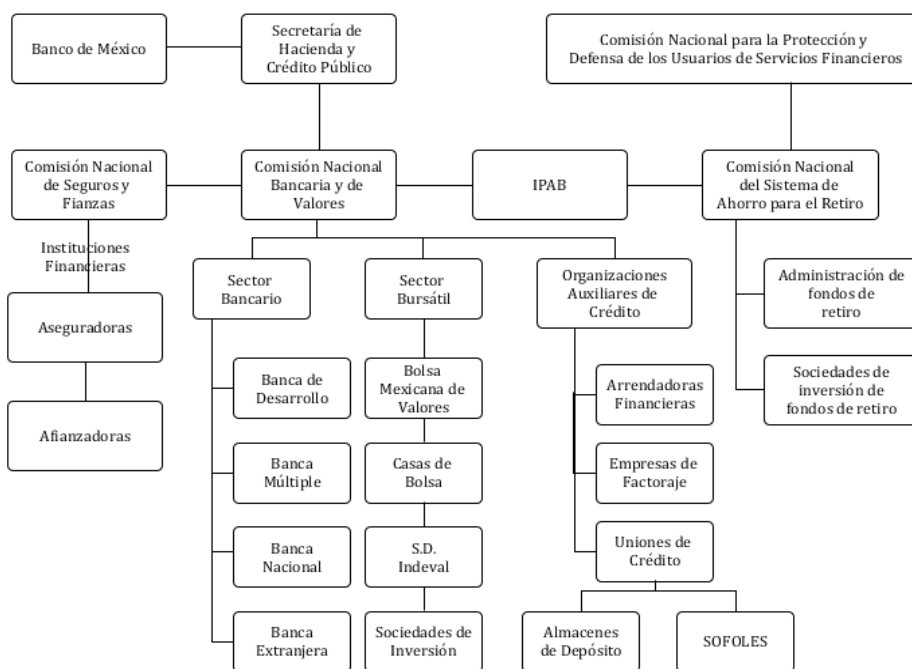 Banco de México
Secretaría de
Hacienda y
Crédito Público
Comisión Nacional para la Protección y
Defensa de los Usuarios de Servicios Financieros
Comisión Nacional
de Seguros y
Fianzas
Comisión Nacional
Bancaria y de
Valores
IPAB
Comisión Nacional
del Sistema de
Ahorro para el Retiro
Instituciones
Financieras
Aseguradoras
Afianzadoras
Sector
Bancario
Banca de
Desarrollo
Banca
Múltiple
Banca
Nacional
Banca
Extranjera
Sector
Bursátil
Bolsa
Mexicana de
Valores
Casas de
Bolsa
S.D.
Indeval
Sociedades de
Inversión
Organizaciones
Auxiliares de
Crédito
Arrendadoras
Financieras
Empresas de
Factoraje
Uniones de
Crédito
Almacenes
de Depósito
SOFOLES
Administración de
fondos de
retiro
Sociedades de
inversión de
fondos de retiro